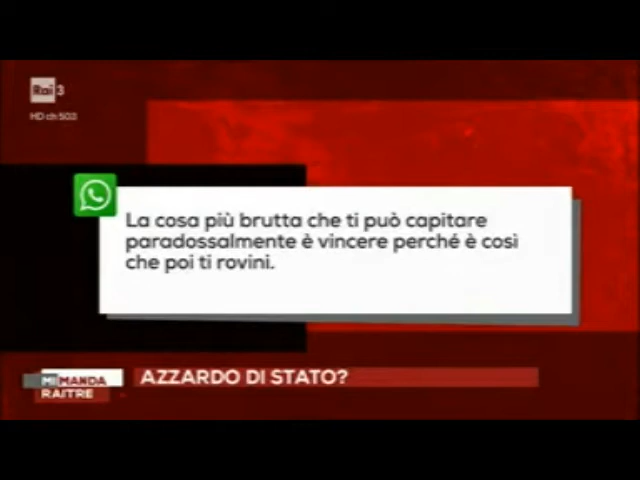 Rai 3
HD ch 503
La cosa più brutta che ti può capitare
paradossalmente è vincere perché è così
che poi ti rovini.
MI MANDA
RAITRE
AZZARDO DI STATO?